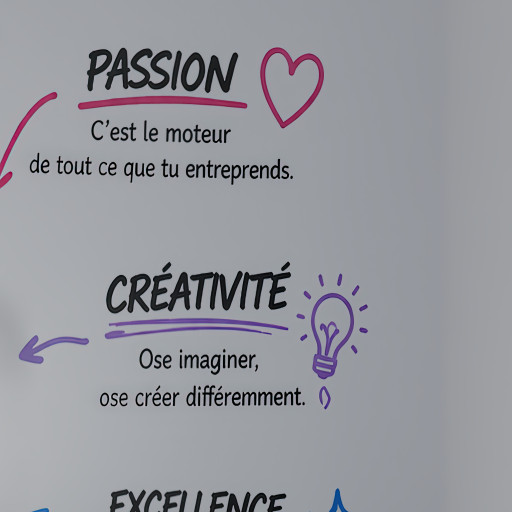 PASSION
C'est le moteur
de tout ce que tu entreprends.
CRÉATIVITÉ
Ose imaginer,
ose créer différemment.
EXCELLENCE